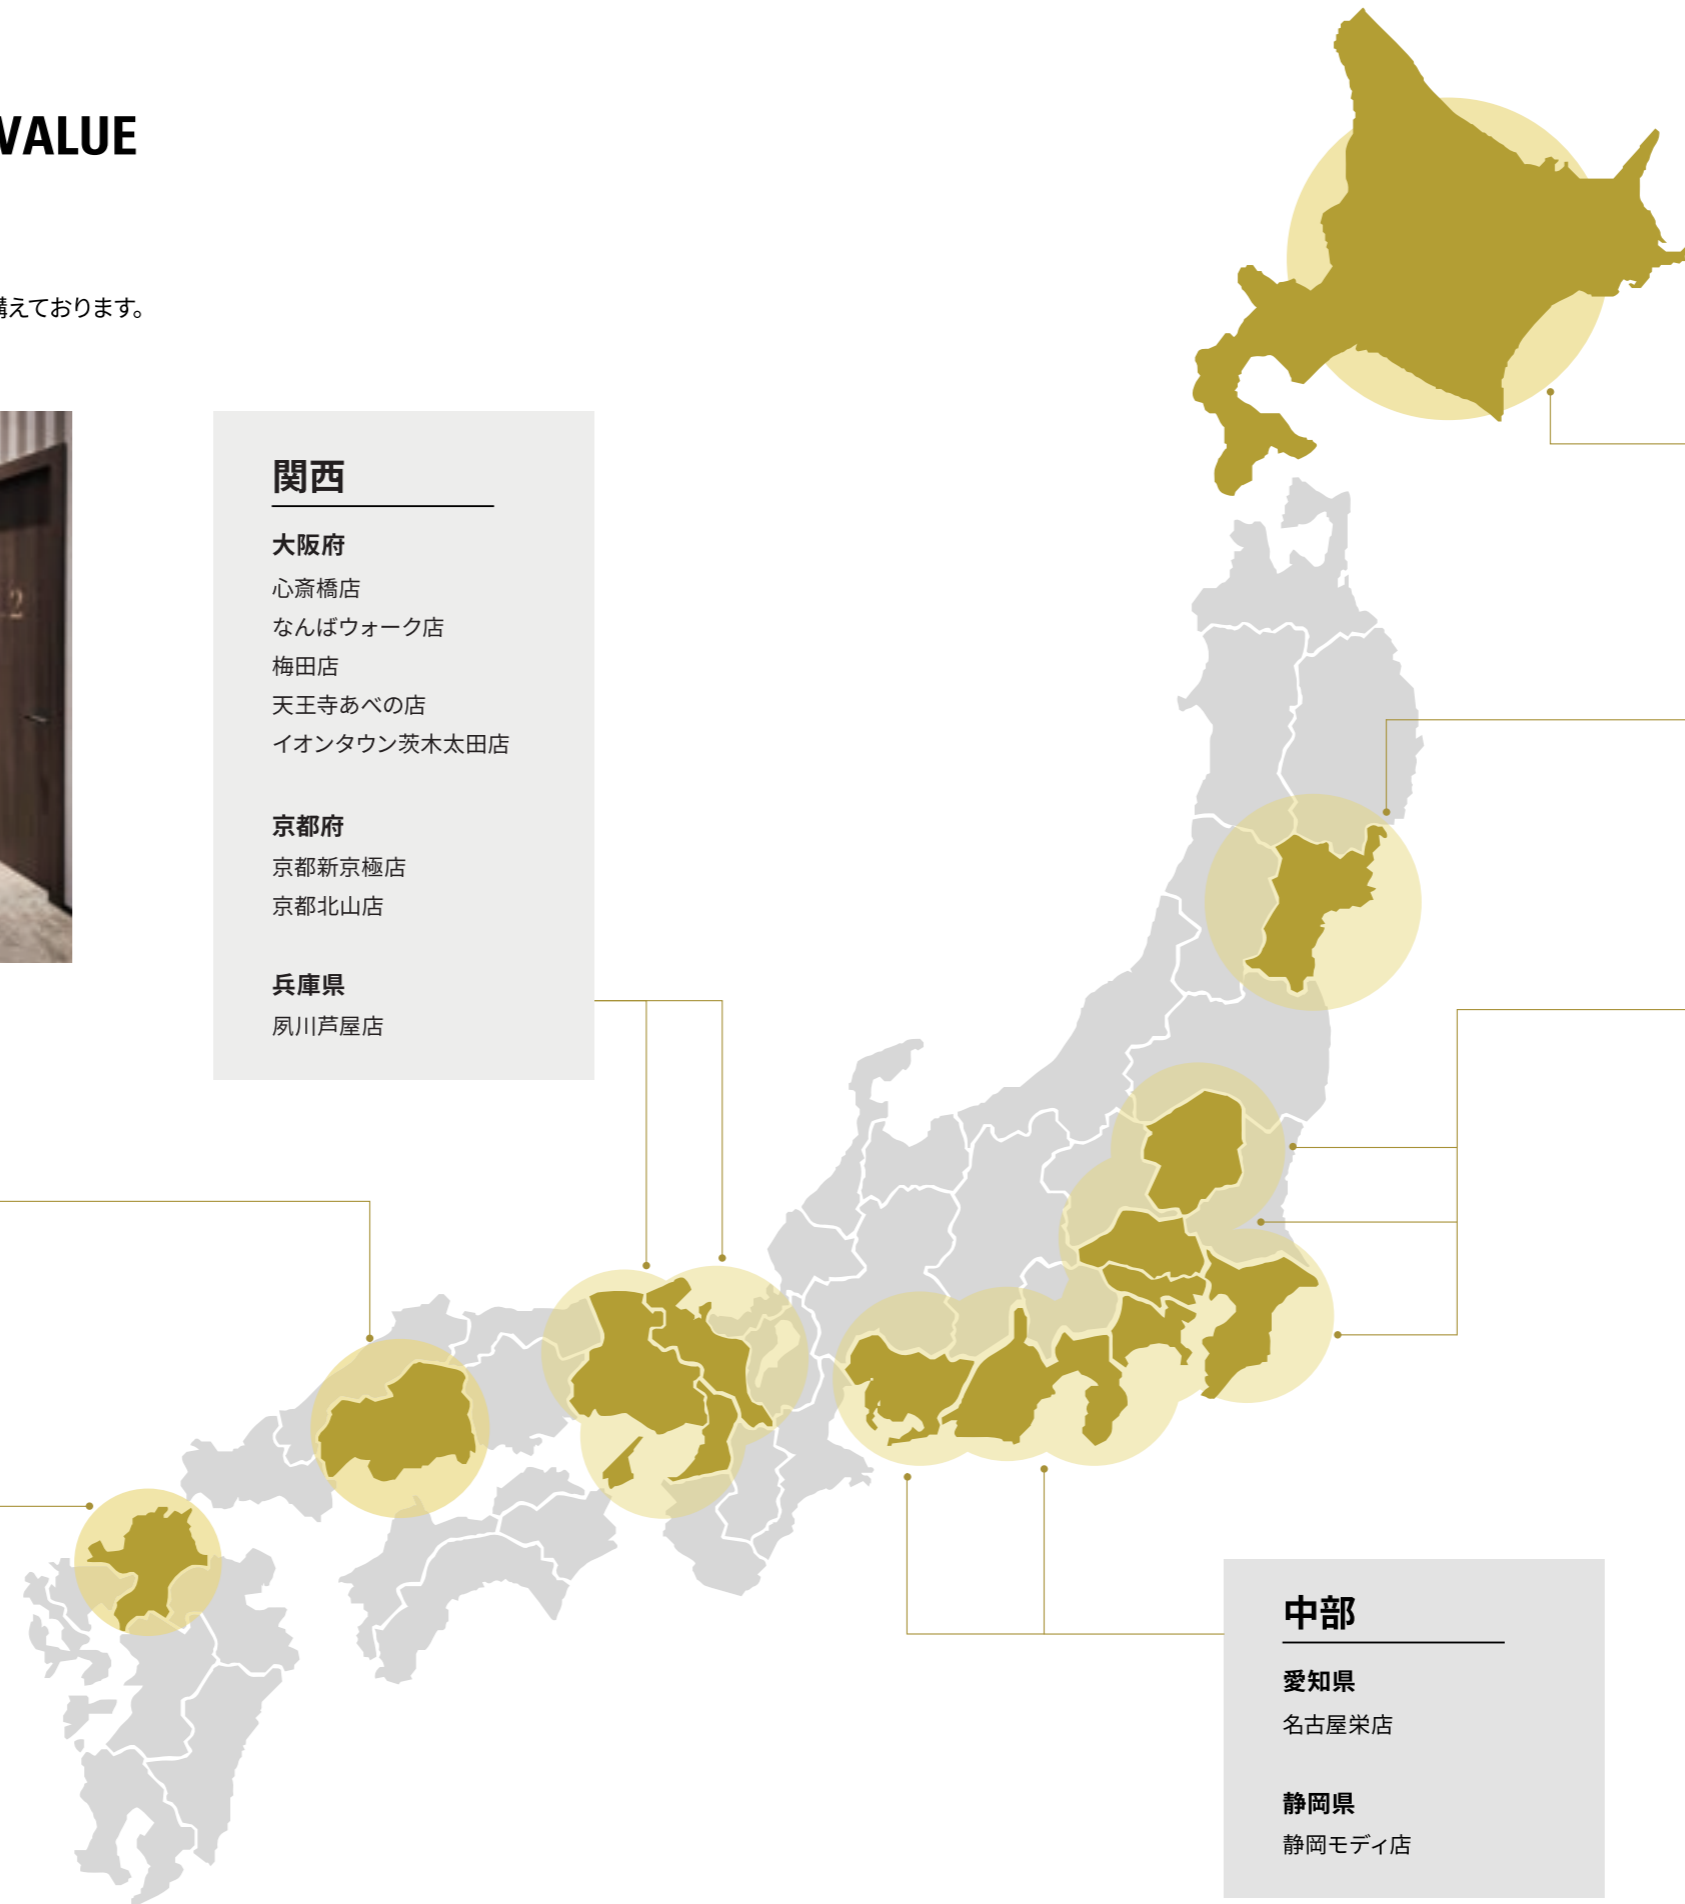 VALUE
構えております。
2
関西
大阪府
心斎橋店
なんばウォーク店
梅田店
天王寺あべの店
イオンタウン茨木太田店
京都府
京都新京極店
京都北山店
兵庫県
夙川芦屋店
中部
愛知県
名古屋栄店
静岡県
静岡モディ店